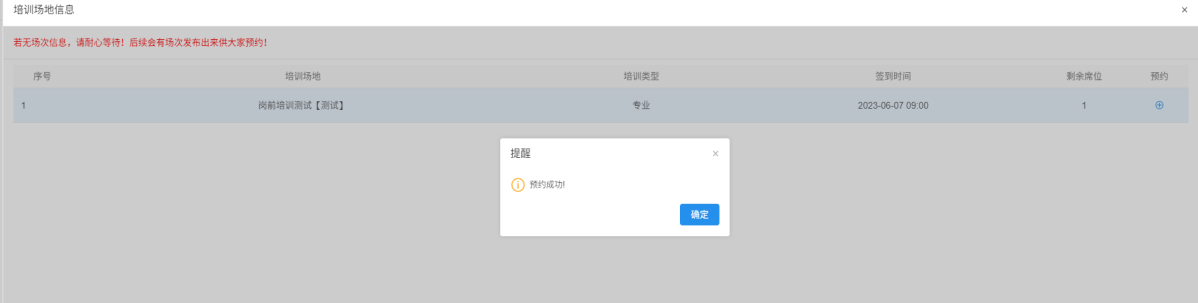 培训场地信息 ×
若无场次信息，请耐心等待！后续会有场次发布出来供大家预约！
序号 培训场地 培训类型 签到时间 剩余席位 预约
1 岗前培训测试【测试】 专业 2023-06-07 09:00 1
提醒 ×
预约成功!
确定